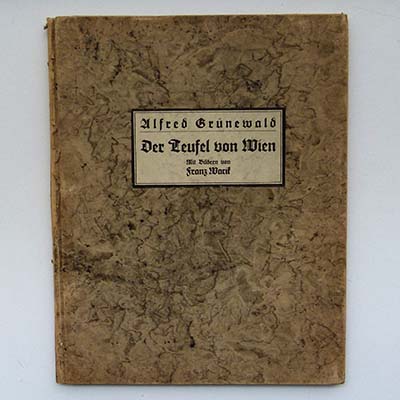 Alfred Grünewald
Der Teufel von Wien
Mit Bildern von
Franz Wacik